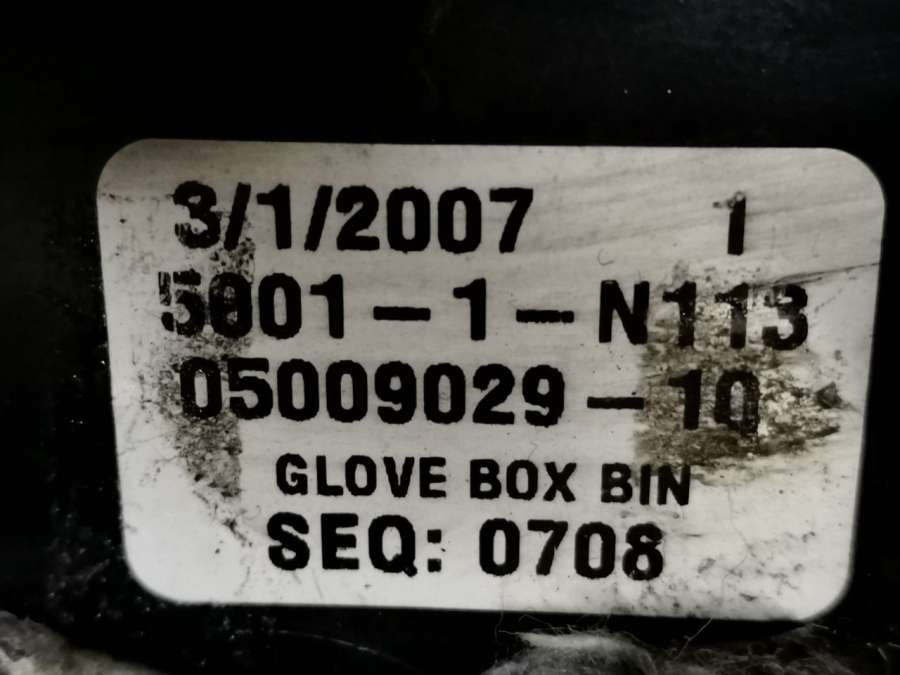 3/1/2007 1
5001-1-N113
05009029-10
GLOVE BOX BIN
SEQ: 0708